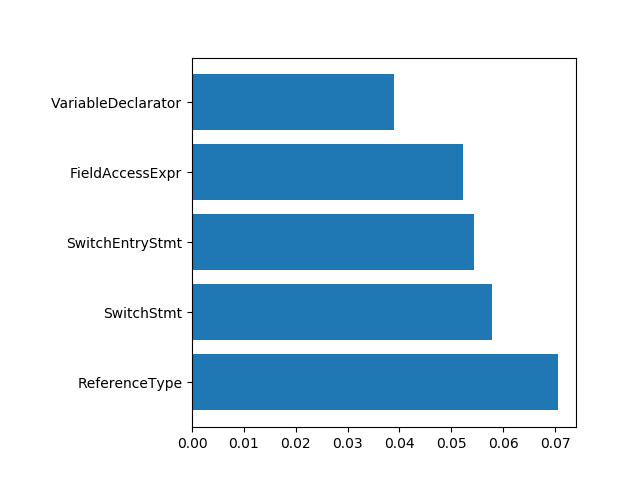 VariableDeclarator
FieldAccessExpr
SwitchEntryStmt
SwitchStmt
ReferenceType
0.00 0.01 0.02 0.03 0.04 0.05 0.06 0.07